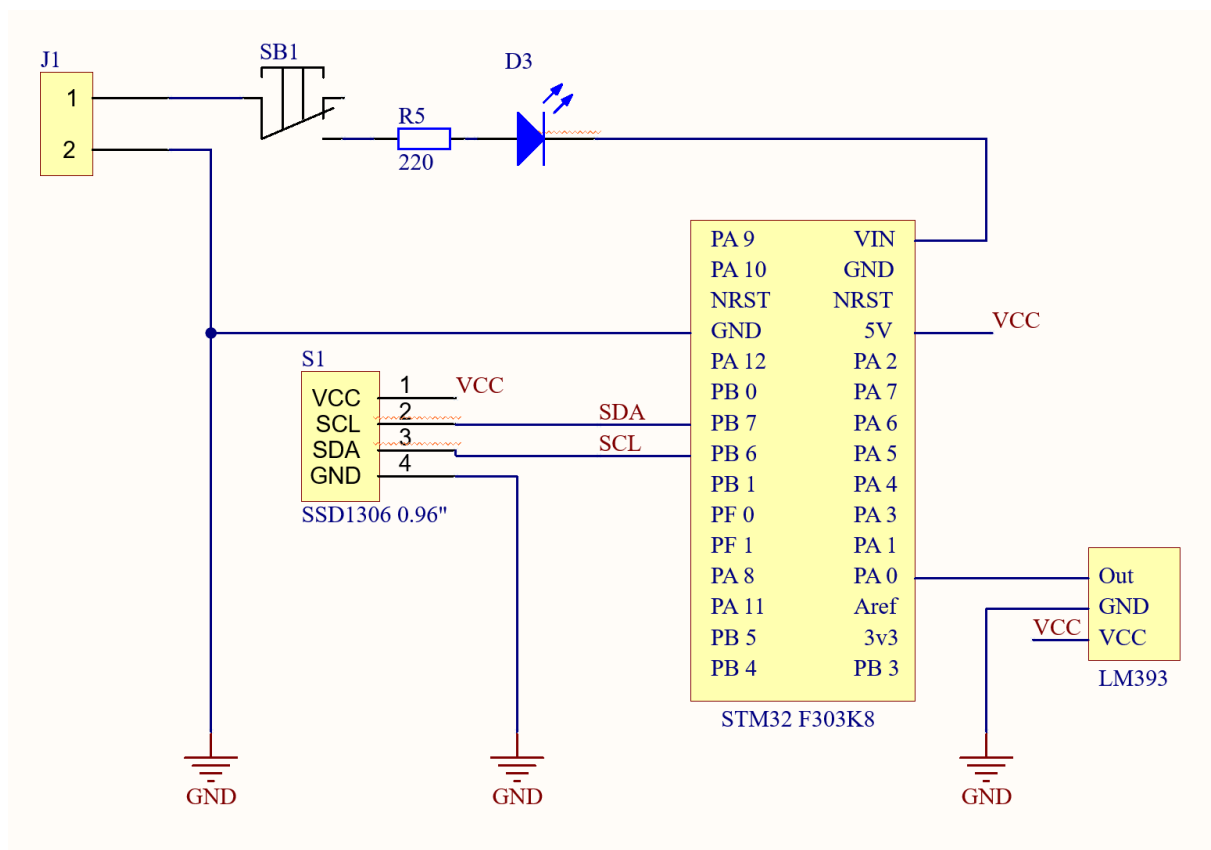 J1
SB1
D3
1
2
R5
220
PA 9 VIN
PA 10 GND
NRST NRST
GND 5V
VCC
PA 12 PA 2
PB 0 PA 7
PB 7 PA 6
PB 6 PA 5
PB 1 PA 4
PF 0 PA 3
PF 1 PA 1
PA 8 PA 0
PA 11 Aref
PB 5 3v3
PB 4 PB 3
STM32 F303K8
S1
VCC 1 VCC
SCL 2
SDA 3
GND 4
SDA
SCL
SSD1306 0.96"
Out
GND
VCC VCC
LM393
GND
GND
GND